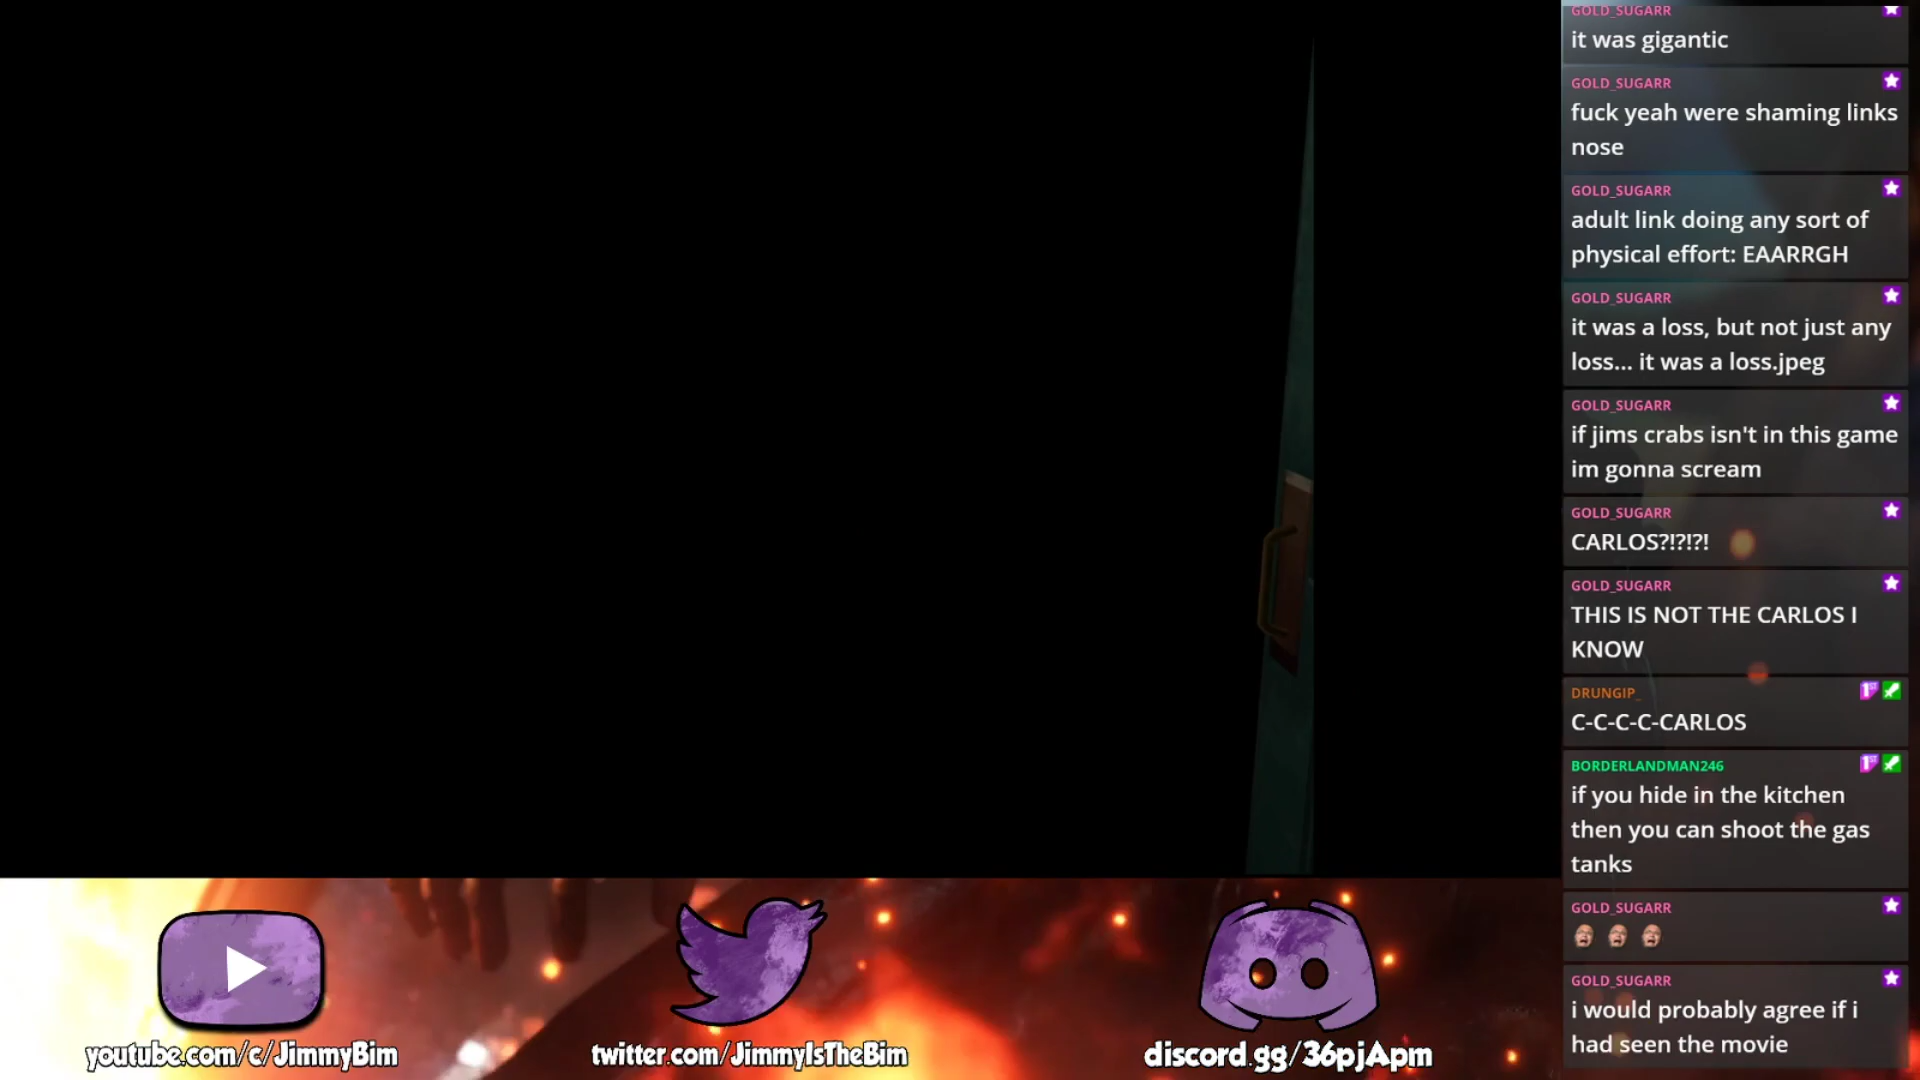 GOLD_SUGARR
it was gigantic
GOLD_SUGARR
fuck yeah were shaming links
nose
GOLD_SUGARR
adult link doing any sort of
physical effort: EAARRGH
GOLD_SUGARR
it was a loss, but not just any
loss... it was a loss.jpeg
GOLD_SUGARR
if jims crabs isn't in this game
im gonna scream
GOLD_SUGARR
CARLOS?!?!?!
GOLD_SUGARR
THIS IS NOT THE CARLOS I
KNOW
DRUNGIP_
1ST
C-C-C-C-CARLOS
BORDERLANDMAN246
1ST
if you hide in the kitchen
then you can shoot the gas
tanks
GOLD_SUGARR
GOLD_SUGARR
i would probably agree if i
had seen the movie
youtube.com/c/JimmyBim
twitter.com/JimmyIsTheBim
discord.gg/36pjApm